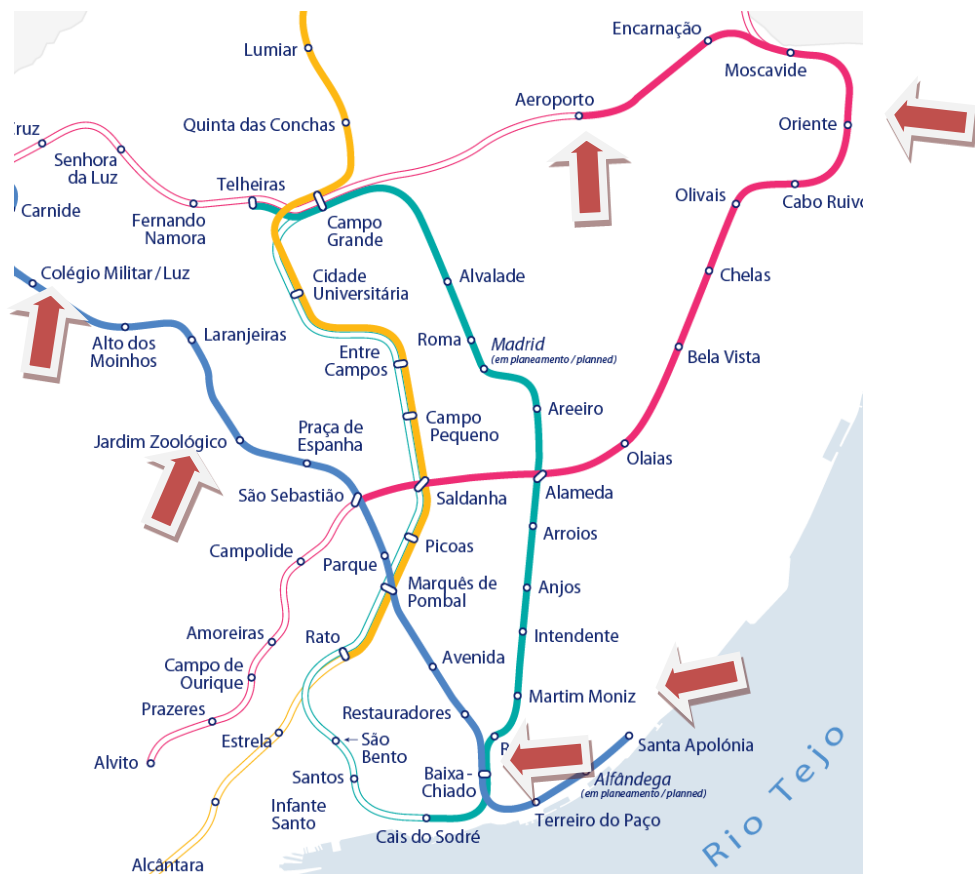 Encarnação
Lumiar
Moscavide
Aeroporto
Quinta das Conchas
Oriente
Senhora
da Luz
Telheiras
Olivais
Cabo Ruivo
Carnide
Fernando
Namora
Campo
Grande
Colégio Militar / Luz
Cidade
Universitária
Alvalade
Chelas
Laranjeiras
Alto dos
Moinhos
Roma
Madrid
(em planeamento / planned)
Entre
Campos
Bela Vista
Areeiro
Campo
Pequeno
Praça de
Espanha
Jardim Zoológico
Olaias
São Sebastião
Saldanha
Alameda
Arroios
Campolide
Picoas
Parque
Marquês de
Pombal
Anjos
Amoreiras
Rato
Intendente
Campo de
Ourique
Avenida
Martim Moniz
Prazeres
Restauradores
Estrela
São
Bento
Santa Apolónia
Alvito
Santos
Baixa-
Chiado
Alfândega
(em planeamento / planned)
Infante
Santo
Cais do Sodré
Terreiro do Paço
Rio Tejo
Alcântara